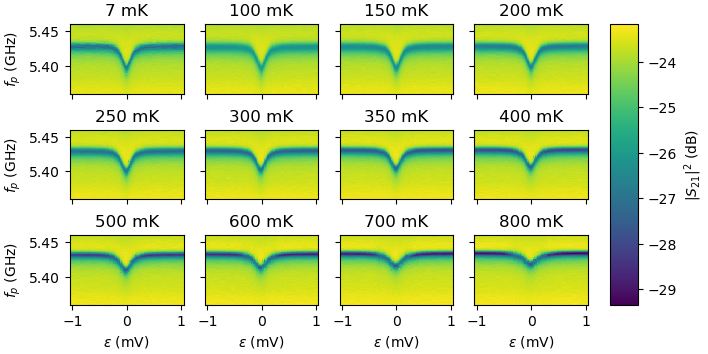 7 mK 100 mK 150 mK 200 mK
5.45
5.40
f_p (GHz)
250 mK 300 mK 350 mK 400 mK
5.45
5.40
f_p (GHz)
500 mK 600 mK 700 mK 800 mK
5.45
5.40
f_p (GHz)
−1 0 1 −1 0 1 −1 0 1 −1 0 1
ε (mV) ε (mV) ε (mV) ε (mV)
−24
−25
−26
−27
−28
−29
|S₂₁|² (dB)